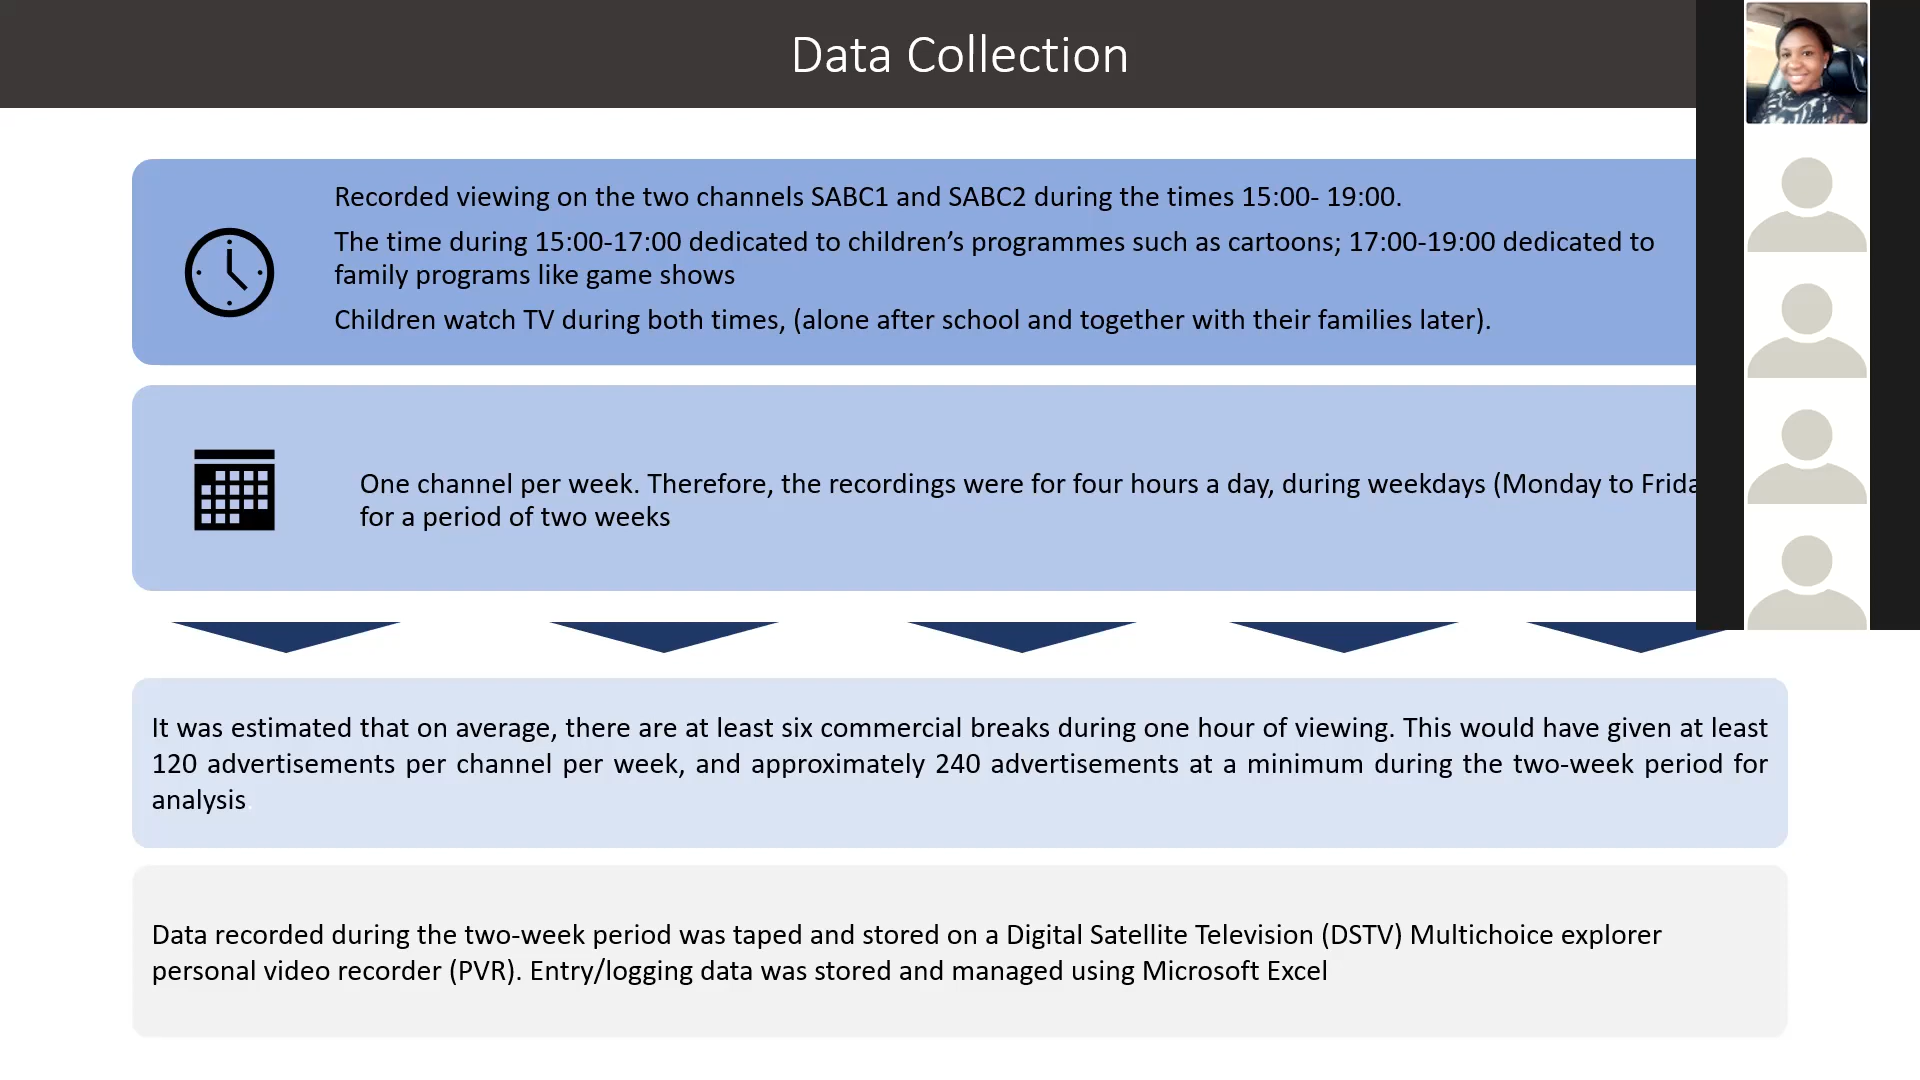 Data Collection
Recorded viewing on the two channels SABC1 and SABC2 during the times 15:00- 19:00.
The time during 15:00-17:00 dedicated to children’s programmes such as cartoons; 17:00-19:00 dedicated to
family programs like game shows
Children watch TV during both times, (alone after school and together with their families later).
One channel per week. Therefore, the recordings were for four hours a day, during weekdays (Monday to Frida
for a period of two weeks
It was estimated that on average, there are at least six commercial breaks during one hour of viewing. This would have given at least
120 advertisements per channel per week, and approximately 240 advertisements at a minimum during the two-week period for
analysis
Data recorded during the two-week period was taped and stored on a Digital Satellite Television (DSTV) Multichoice explorer
personal video recorder (PVR). Entry/logging data was stored and managed using Microsoft Excel